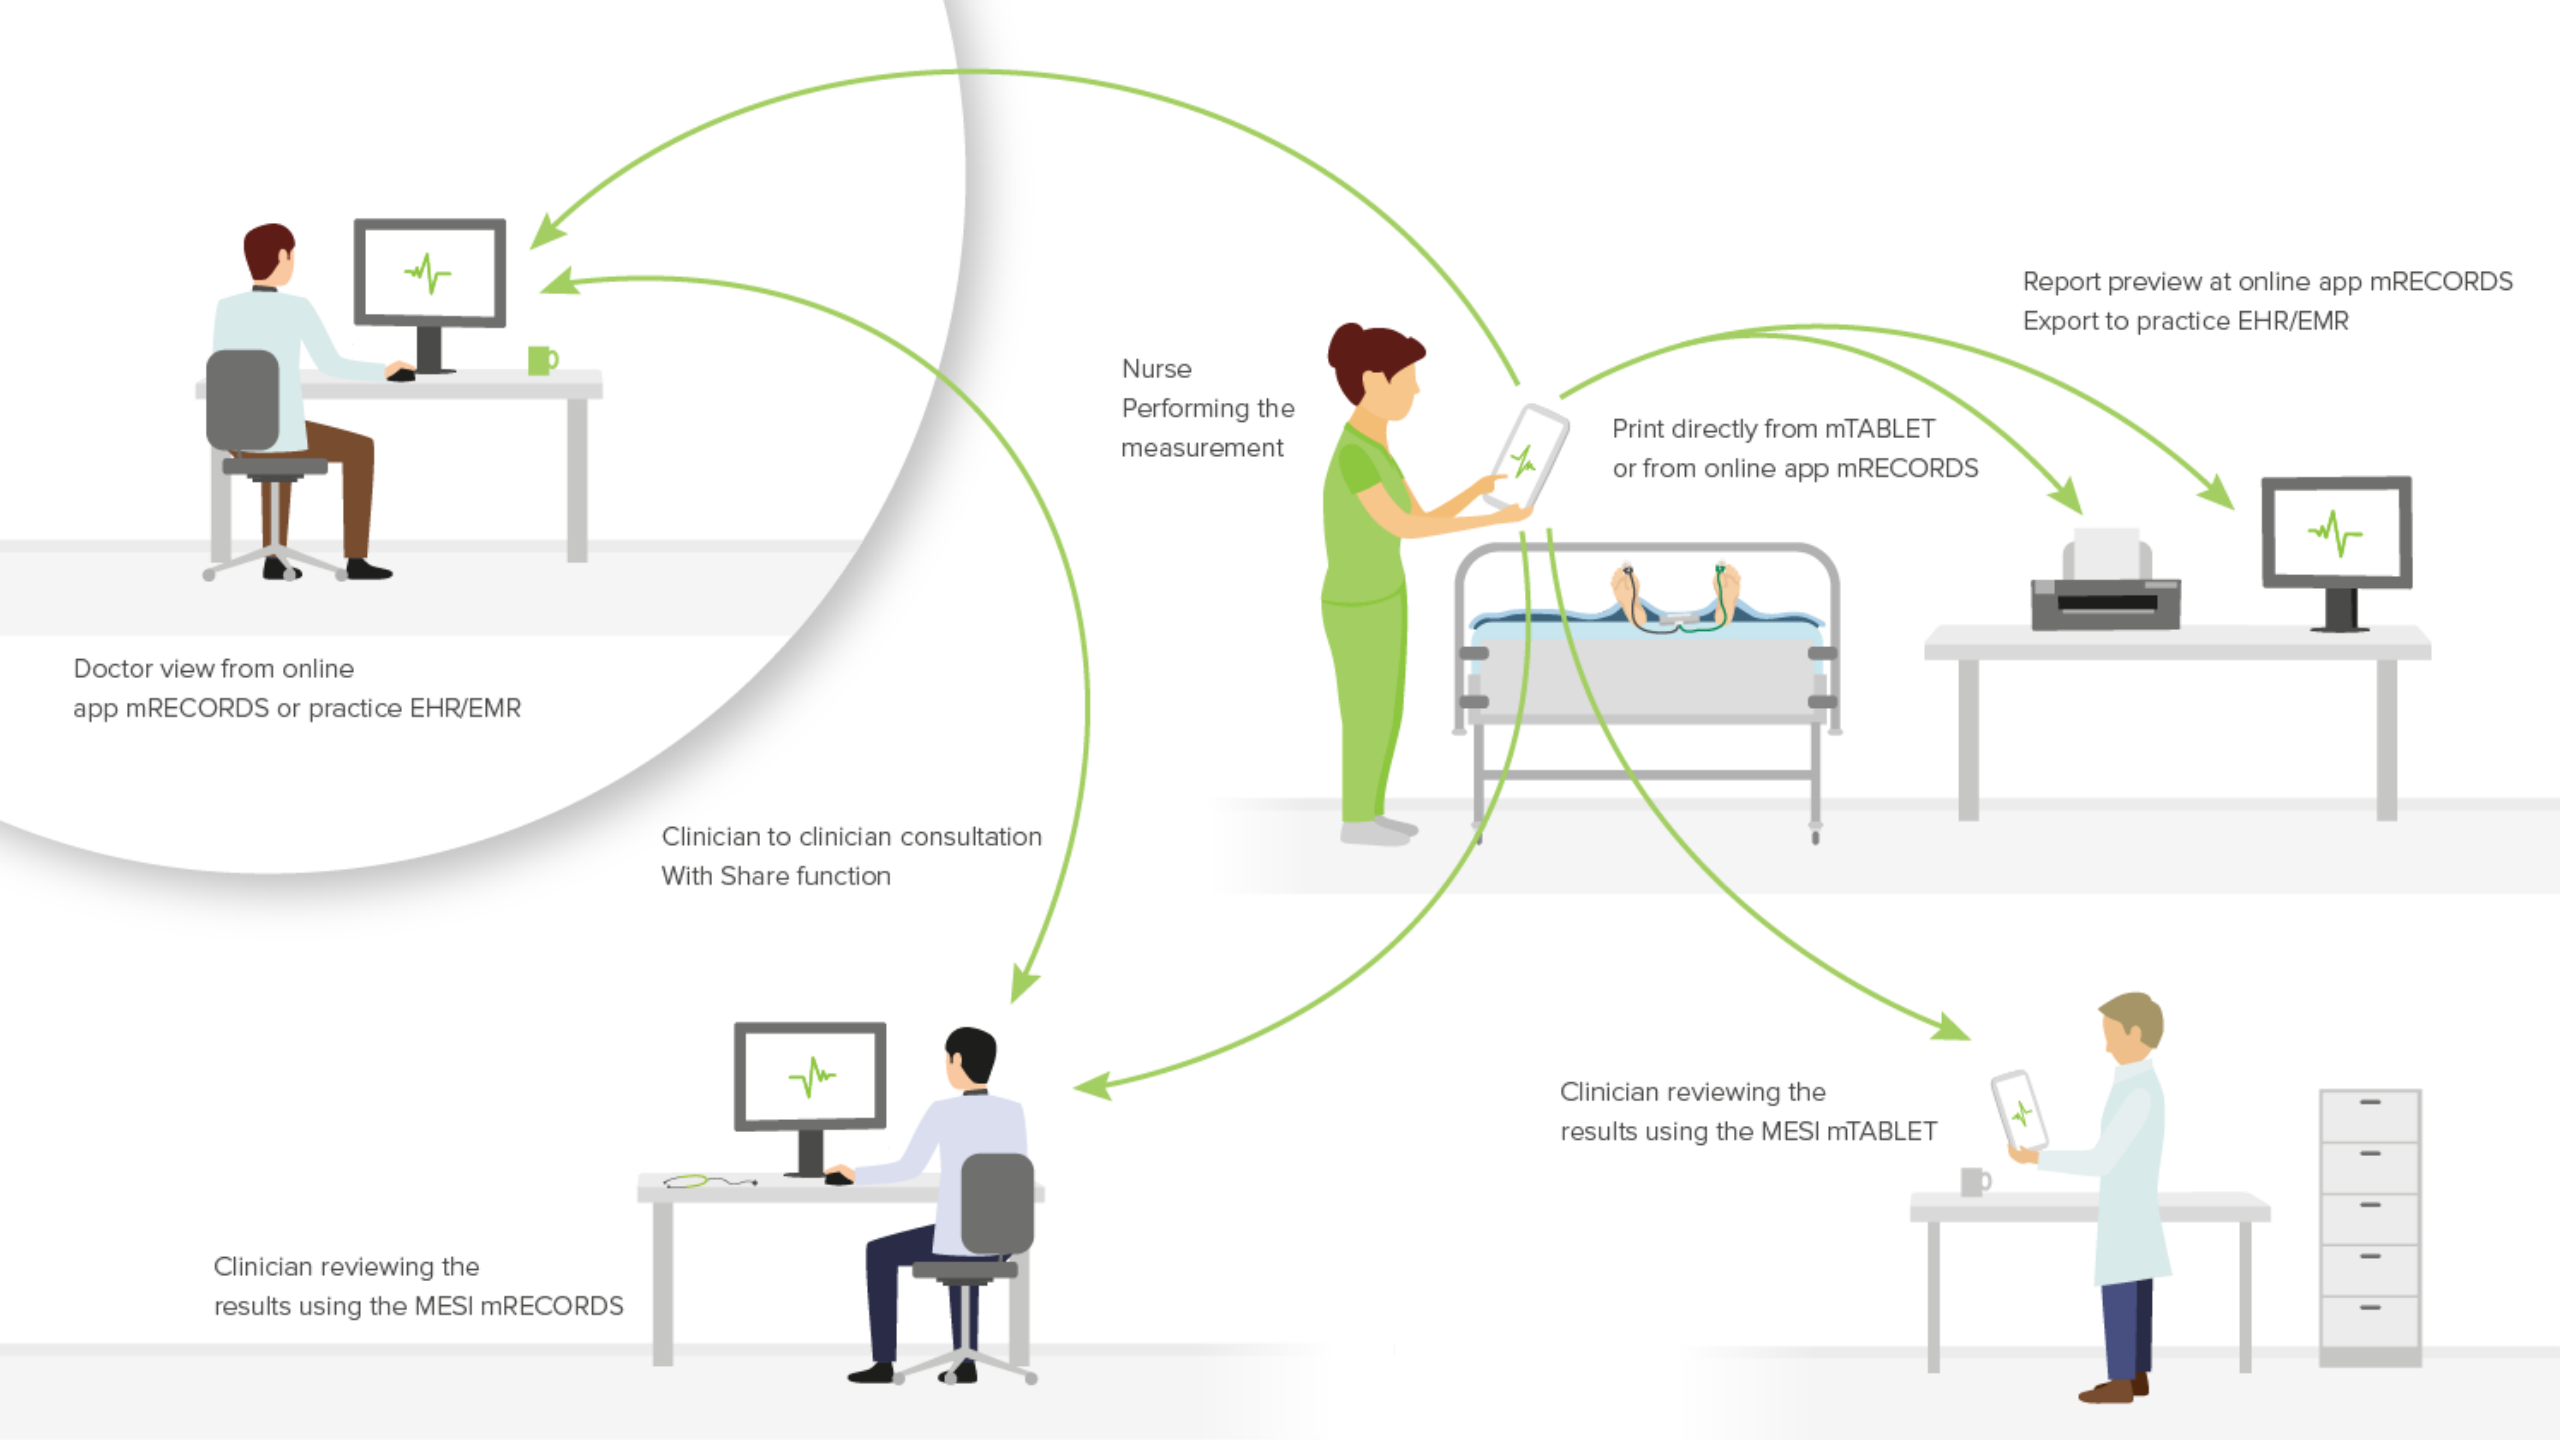 Report preview at online app mRECORDS
Export to practice EHR/EMR
Nurse
Performing the
measurement
Print directly from mTABLET
or from online app mRECORDS
Doctor view from online
app mRECORDS or practice EHR/EMR
Clinician to clinician consultation
With Share function
Clinician reviewing the
results using the MESI mTABLET
Clinician reviewing the
results using the MESI mRECORDS